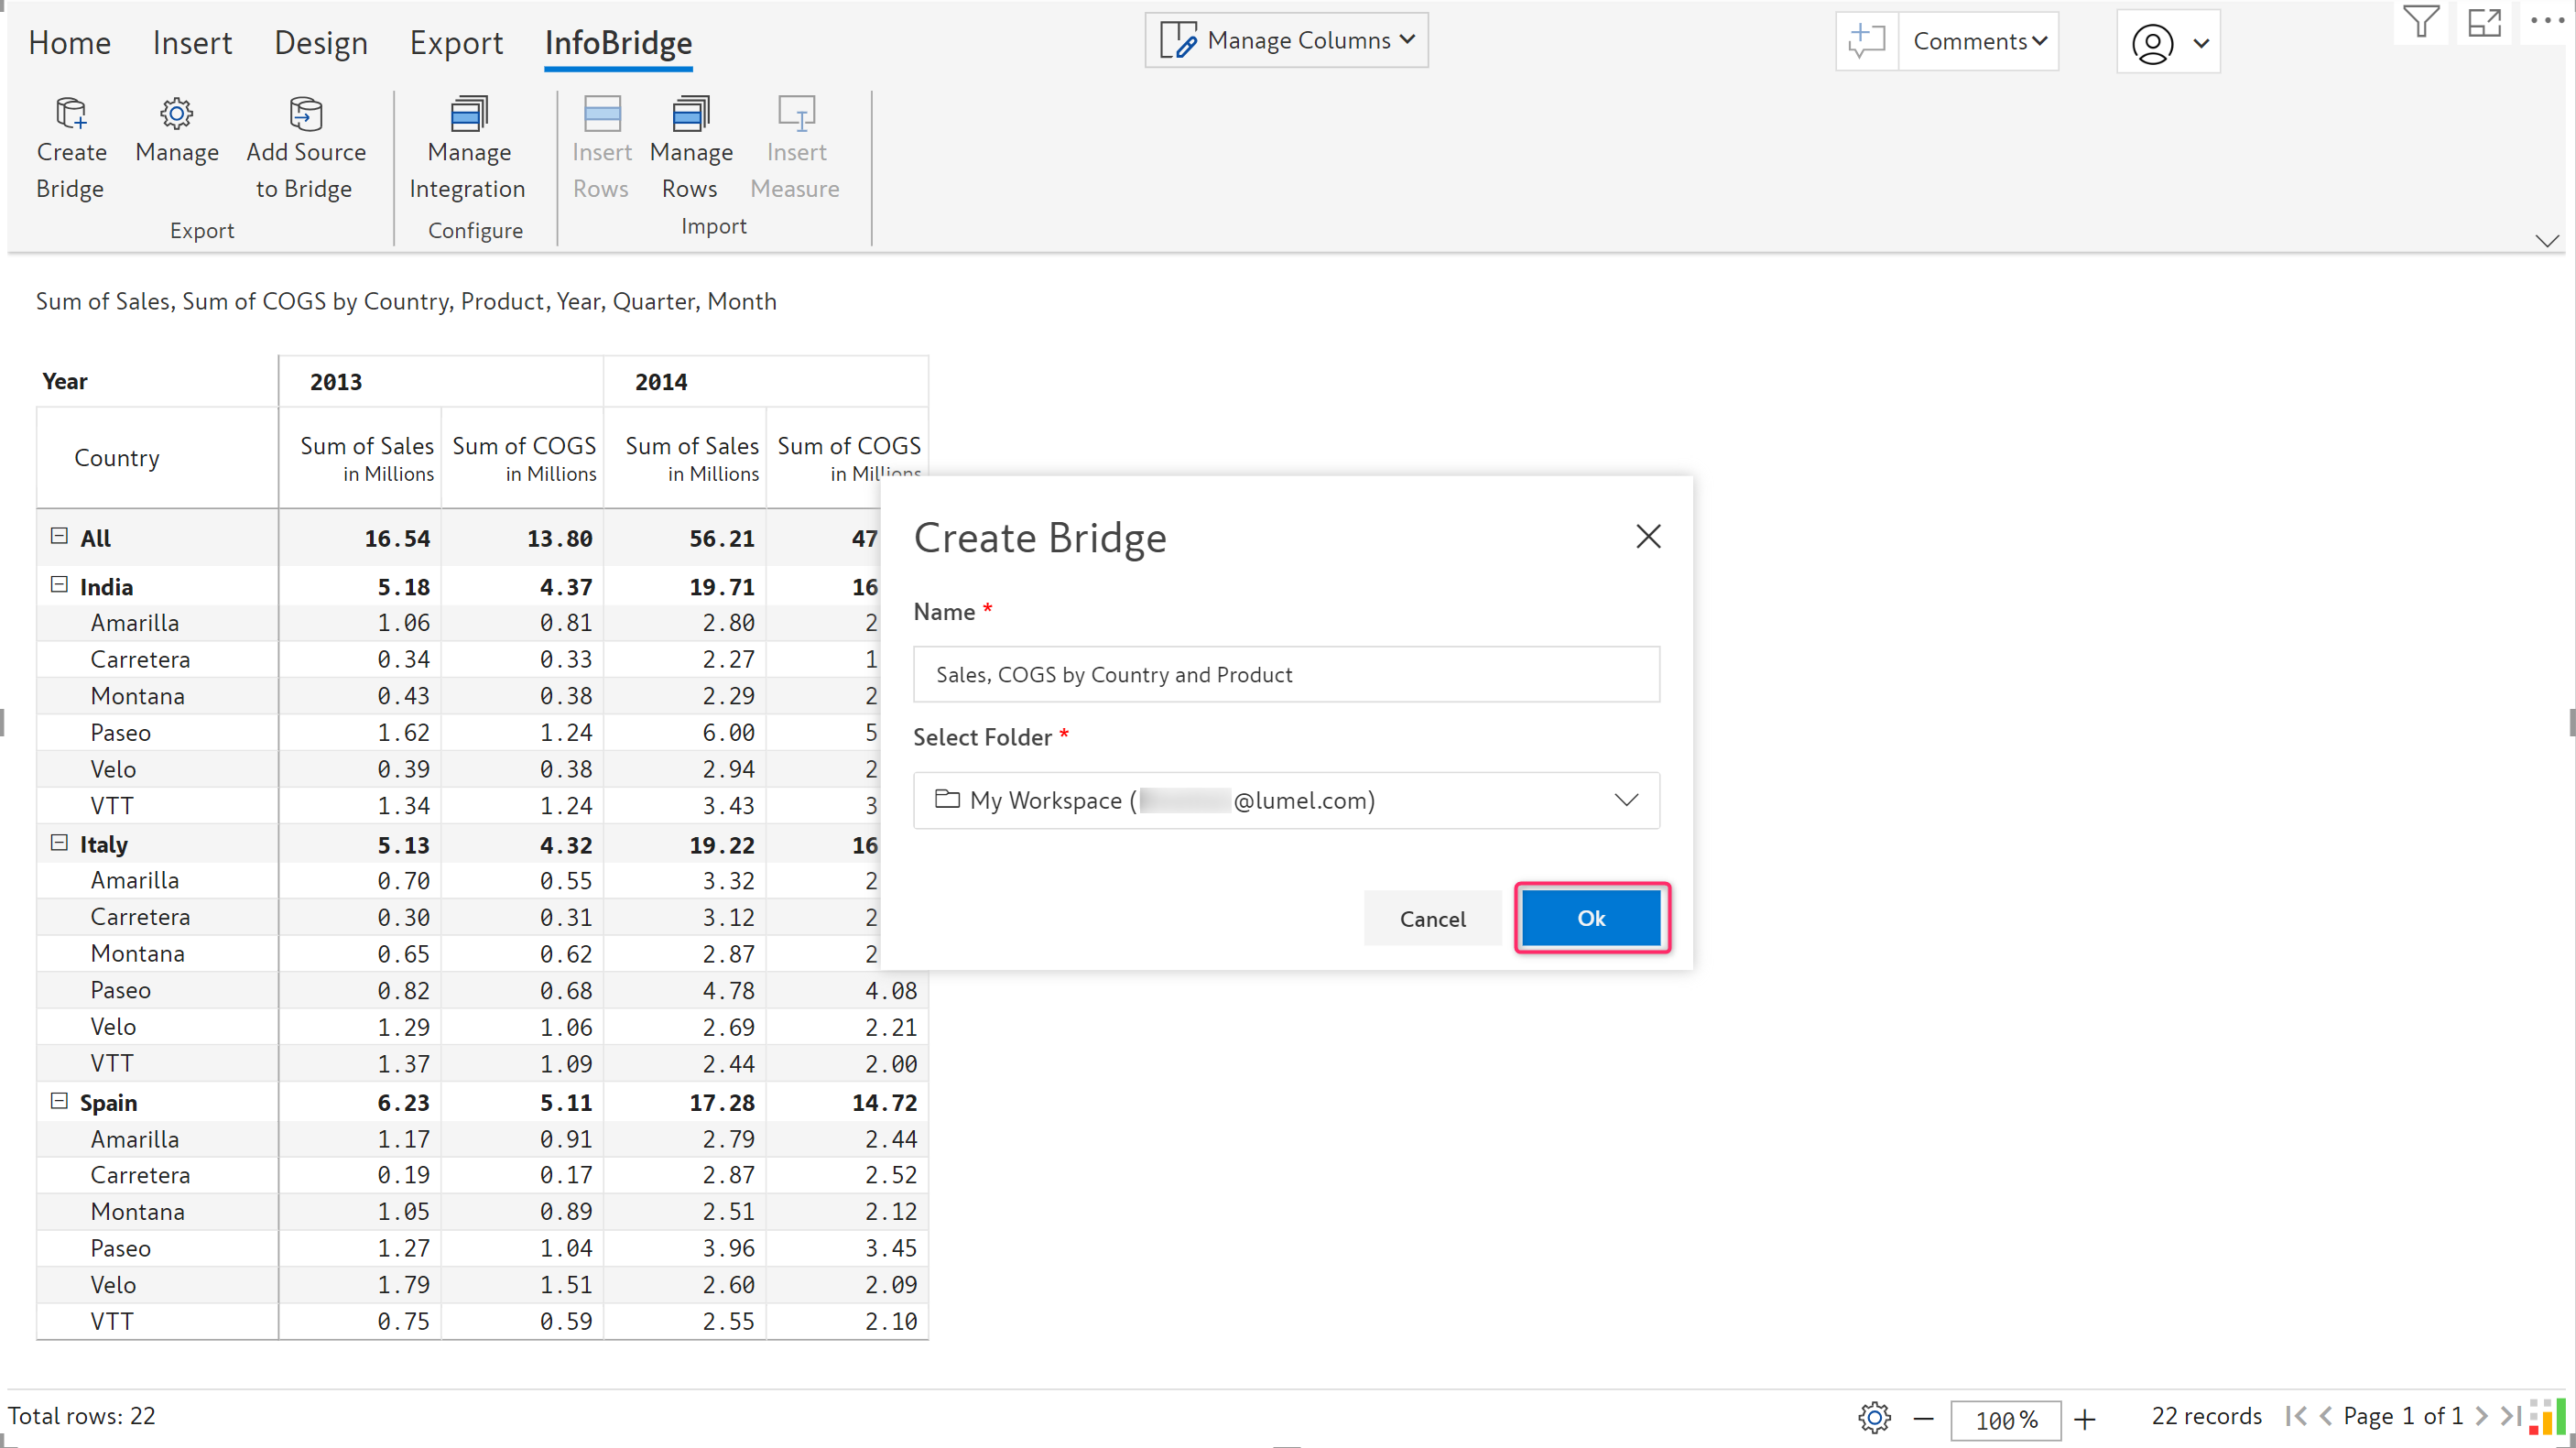 Home Insert Design Export InfoBridge Manage Columns Comments
Create Bridge Manage Add Source to Bridge
Export
Manage Integration
Configure
Insert Rows Manage Rows Insert Measure
Import
Sum of Sales, Sum of COGS by Country, Product, Year, Quarter, Month
Year 2013 2014
Country Sum of Sales in Millions Sum of COGS in Millions Sum of Sales in Millions Sum of COGS in Millions
All 16.54 13.80 56.21 47
India 5.18 4.37 19.71 16
Amarilla 1.06 0.81 2.80 2
Carretera 0.34 0.33 2.27 1
Montana 0.43 0.38 2.29 2
Paseo 1.62 1.24 6.00 5
Velo 0.39 0.38 2.94 2
VTT 1.34 1.24 3.43 3
Italy 5.13 4.32 19.22 16
Amarilla 0.70 0.55 3.32 2
Carretera 0.30 0.31 3.12 2
Montana 0.65 0.62 2.87 2
Paseo 0.82 0.68 4.78 4.08
Velo 1.29 1.06 2.69 2.21
VTT 1.37 1.09 2.44 2.00
Spain 6.23 5.11 17.28 14.72
Amarilla 1.17 0.91 2.79 2.44
Carretera 0.19 0.17 2.87 2.52
Montana 1.05 0.89 2.51 2.12
Paseo 1.27 1.04 3.96 3.45
Velo 1.79 1.51 2.60 2.09
VTT 0.75 0.59 2.55 2.10
Create Bridge
Name *
Sales, COGS by Country and Product
Select Folder *
My Workspace ( @lumel.com)
Cancel Ok
Total rows: 22 100% 22 records Page 1 of 1